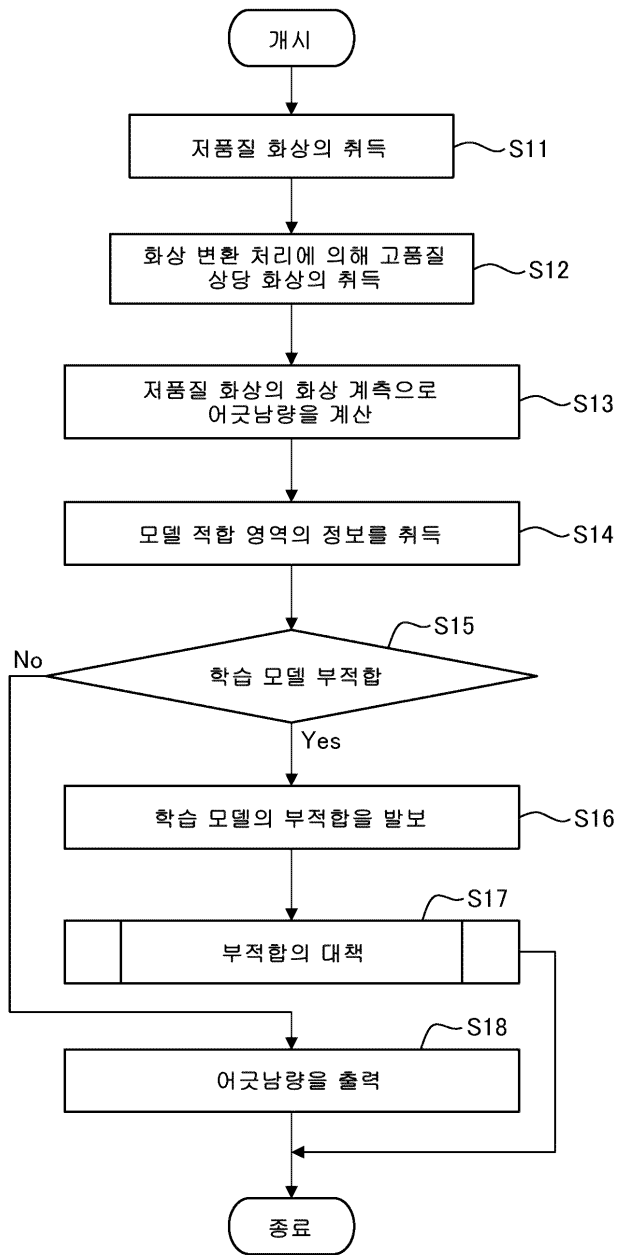 개시
저품질 화상의 취득
S11
화상 변환 처리에 의해 고품질
상당 화상의 취득
S12
저품질 화상의 화상 계측으로
어긋남량을 계산
S13
모델 적합 영역의 정보를 취득
S14
S15
No
학습 모델 부적합
Yes
학습 모델의 부적합을 발보
S16
S17
부적합의 대책
S18
어긋남량을 출력
종료